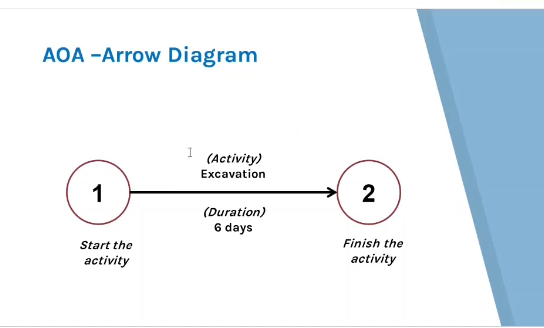 AOA –Arrow Diagram
(Activity)
Excavation
1
2
(Duration)
6 days
Start the
activity
Finish the
activity